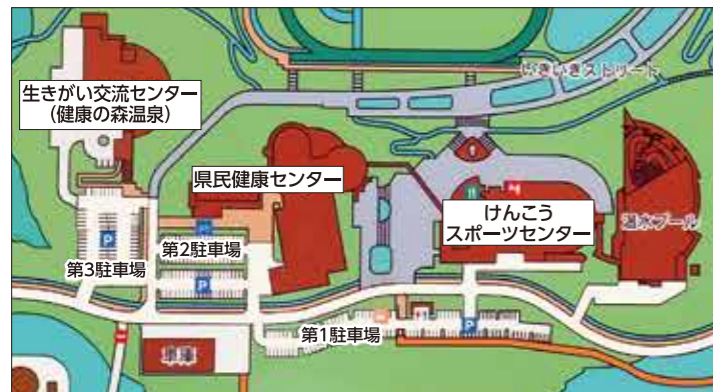 いきいきストリート
生きがい交流センター
(健康の森温泉)
県民健康センター
けんこう
スポーツセンター
温水プール
P
第2駐車場
第3駐車場
P
P
第1駐車場
P
車庫